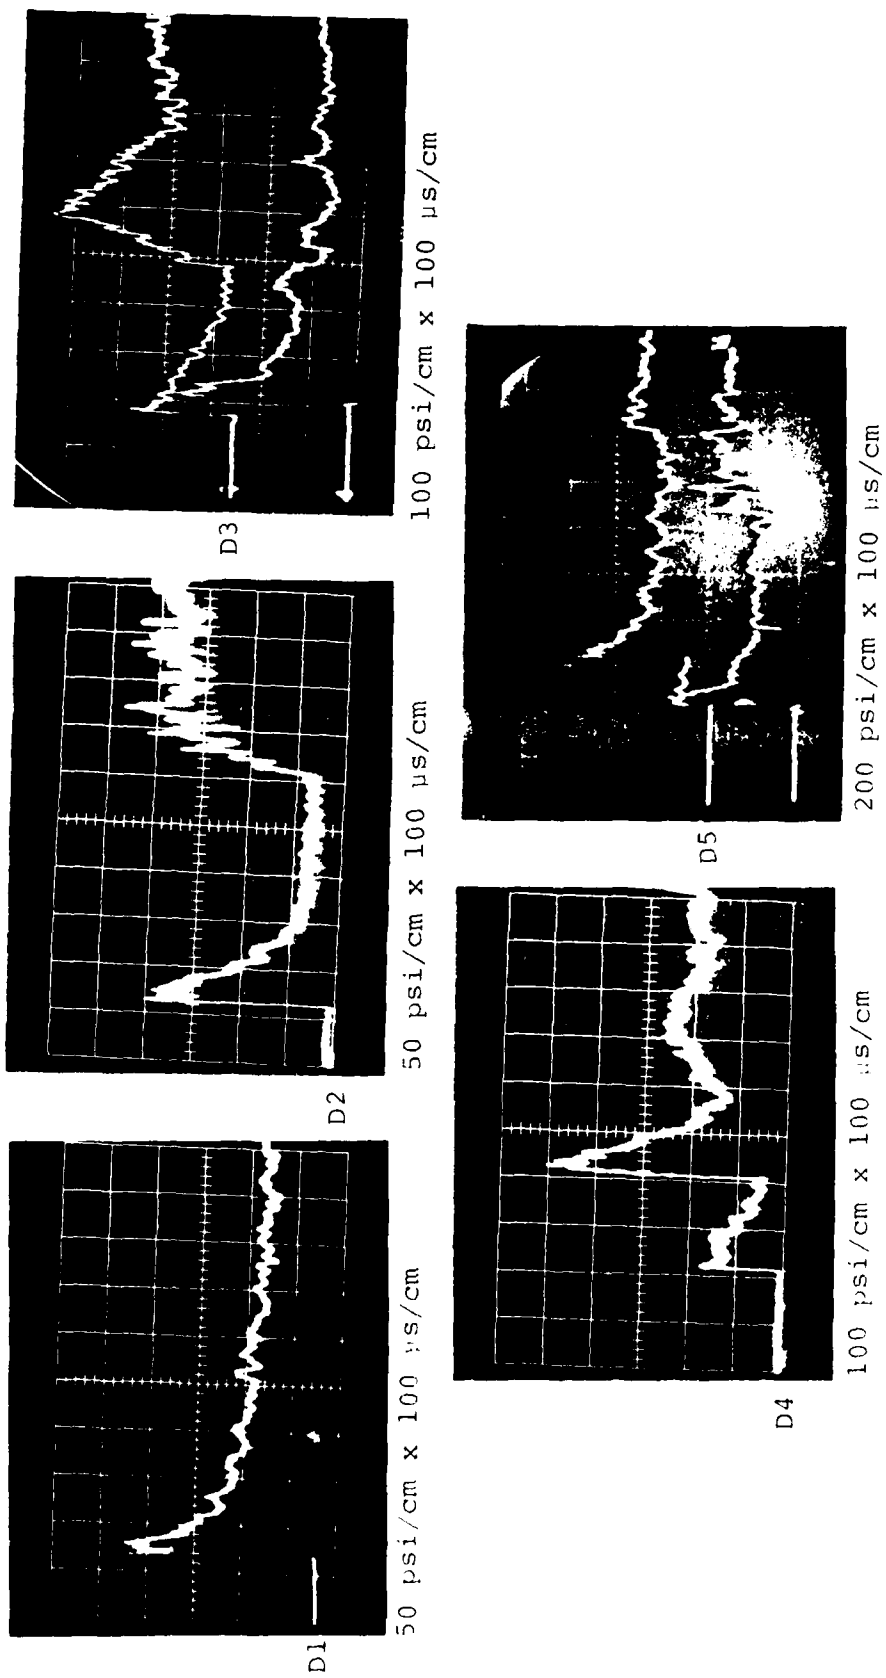 D1
50 psi/cm x 100 µs/cm
D2
50 psi/cm x 100 µs/cm
D3
100 psi/cm x 100 µs/cm
D4
100 psi/cm x 100 µs/cm
D5
200 psi/cm x 100 µs/cm